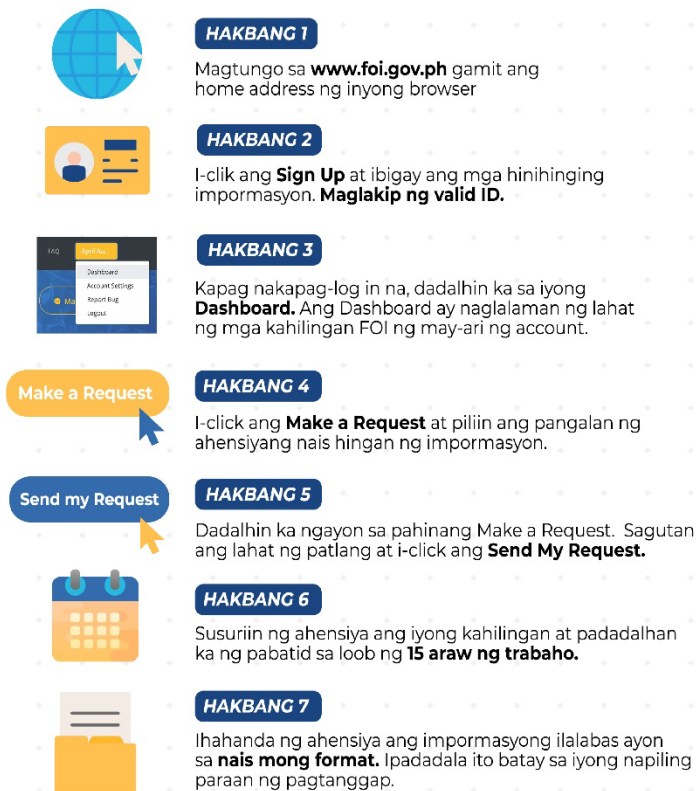 HAKBANG 1
Magtungo sa www.foi.gov.ph gamit ang
home address ng inyong browser
HAKBANG 2
I-clik ang Sign Up at ibigay ang mga hinihinging
impormasyon. Maglakip ng valid ID.
FAQ
Dashboard
Account Settings
Report Bug
Logout
HAKBANG 3
Kapag nakapag-log in na, dadalhin ka sa iyong
Dashboard. Ang Dashboard ay naglalaman ng lahat
ng mga kahilingan FOI ng may-ari ng account.
Make a Request
HAKBANG 4
I-click ang Make a Request at piliin ang pangalan ng
ahensiyang nais hingan ng impormasyon.
Send my Request
HAKBANG 5
Dadalhin ka ngayon sa pahinang Make a Request. Sagutan
ang lahat ng patlang at i-click ang Send My Request.
HAKBANG 6
Susuriin ng ahensiya ang iyong kahilingan at padadalhan
ka ng pabatid sa loob ng 15 araw ng trabaho.
HAKBANG 7
Ihahanda ng ahensiya ang impormasyong ilalabas ayon
sa nais mong format. Ipadadala ito batay sa iyong napiling
paraan ng pagtanggap.